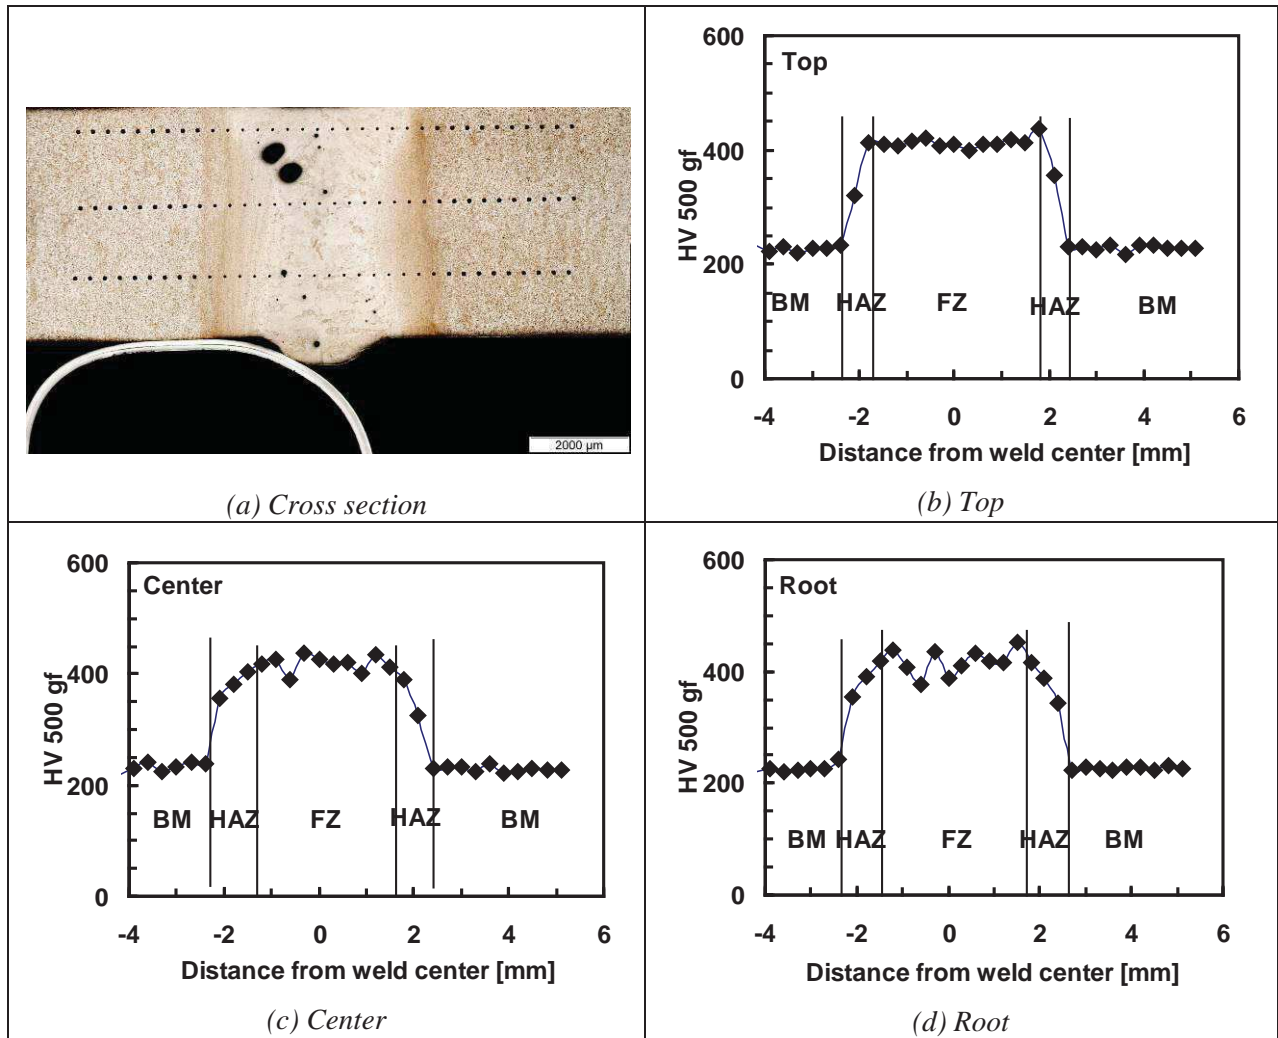 2000 µm
(a) Cross section
600
400
200
0
HV 500 gf
Top
BM
HAZ
FZ
HAZ
BM
-4 -2 0 2 4 6
Distance from weld center [mm]
(b) Top
600
400
200
0
HV 500 gf
Center
BM
HAZ
FZ
HAZ
BM
-4 -2 0 2 4 6
Distance from weld center [mm]
(c) Center
600
400
200
0
HV 500 gf
Root
BM
HAZ
FZ
HAZ
BM
-4 -2 0 2 4 6
Distance from weld center [mm]
(d) Root